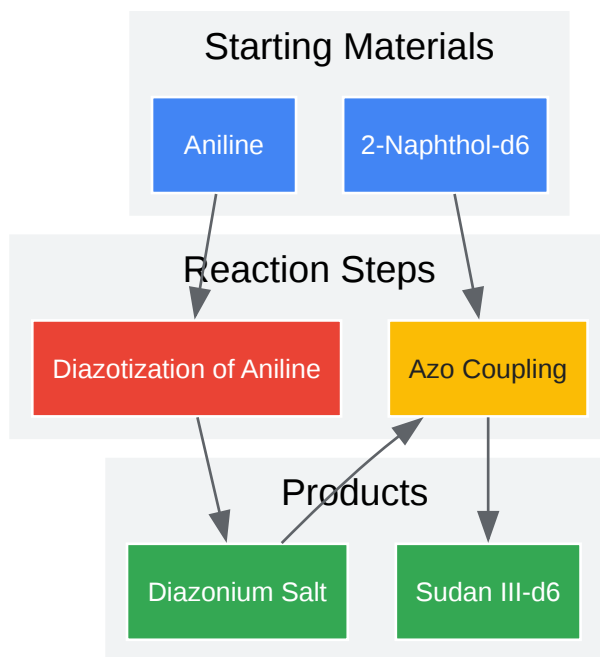 Starting Materials
Aniline
2-Naphthol-d6
Reaction Steps
Diazotization of Aniline
Azo Coupling
Products
Diazonium Salt
Sudan III-d6